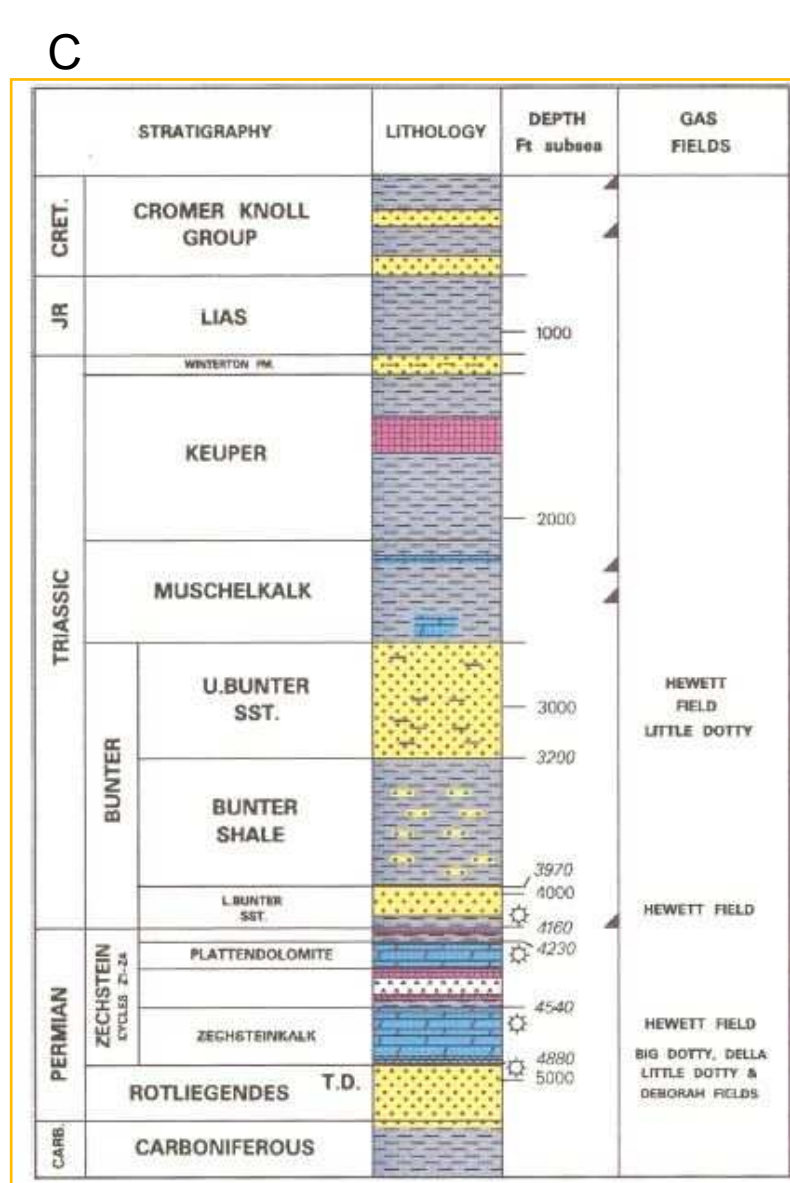 C
STRATIGRAPHY
LITHOLOGY
DEPTH
Ft subsea
GAS
FIELDS
CRET.
CROMER KNOLL
GROUP
JR
LIAS
1000
TRIASSIC
WINTERTON FM.
KEUPER
2000
MUSCHELKALK
BUNTER
U.BUNTER
SST.
3000
HEWETT
FIELD
LITTLE DOTTY
3200
BUNTER
SHALE
3970
4000
L.BUNTER
SST.
HEWETT FIELD
4160
PERMIAN
ZECHSTEIN
CYCLES Z1-Z4
PLATTENDOLOMITE
4230
4540
ZECHSTEINKALK
HEWETT FIELD
4880
BIG DOTTY, DELLA
LITTLE DOTTY &
DEBORAH FIELDS
ROTLIEGENDES T.D.
5000
CARB.
CARBONIFEROUS